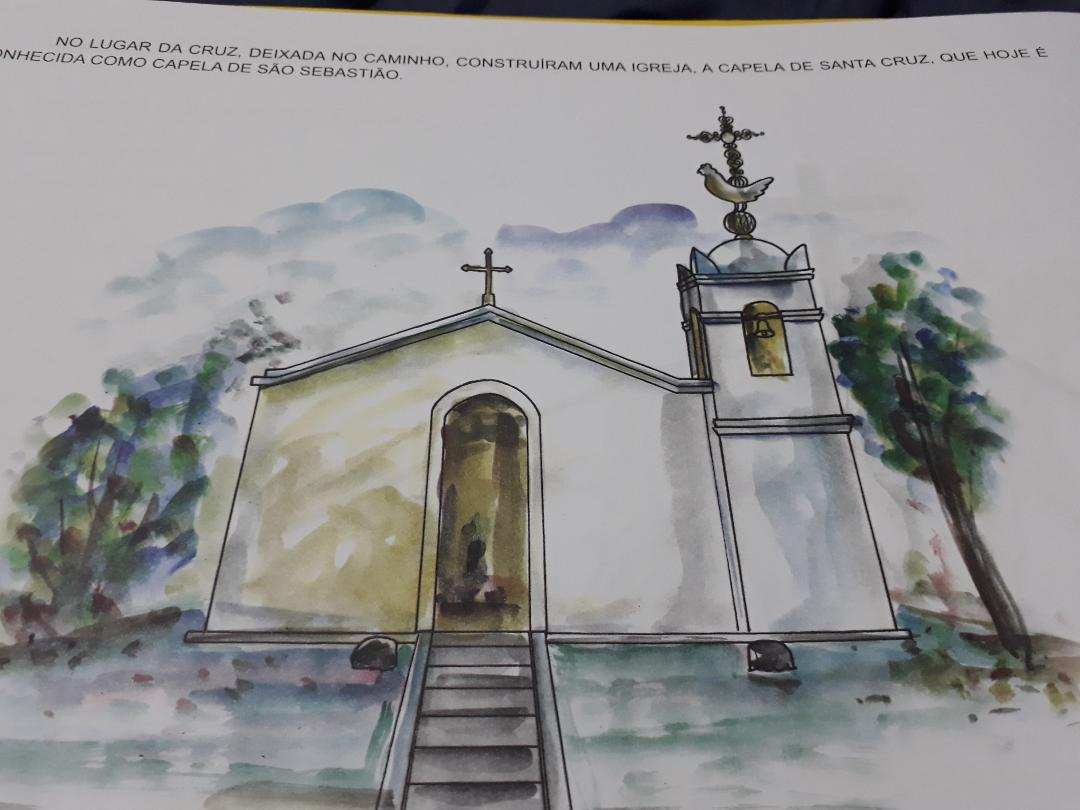 NO LUGAR DA CRUZ, DEIXADA NO CAMINHO, CONSTRUÍRAM UMA IGREJA, A CAPELA DE SANTA CRUZ, QUE HOJE É
ONHECIDA COMO CAPELA DE SÃO SEBASTIÃO.